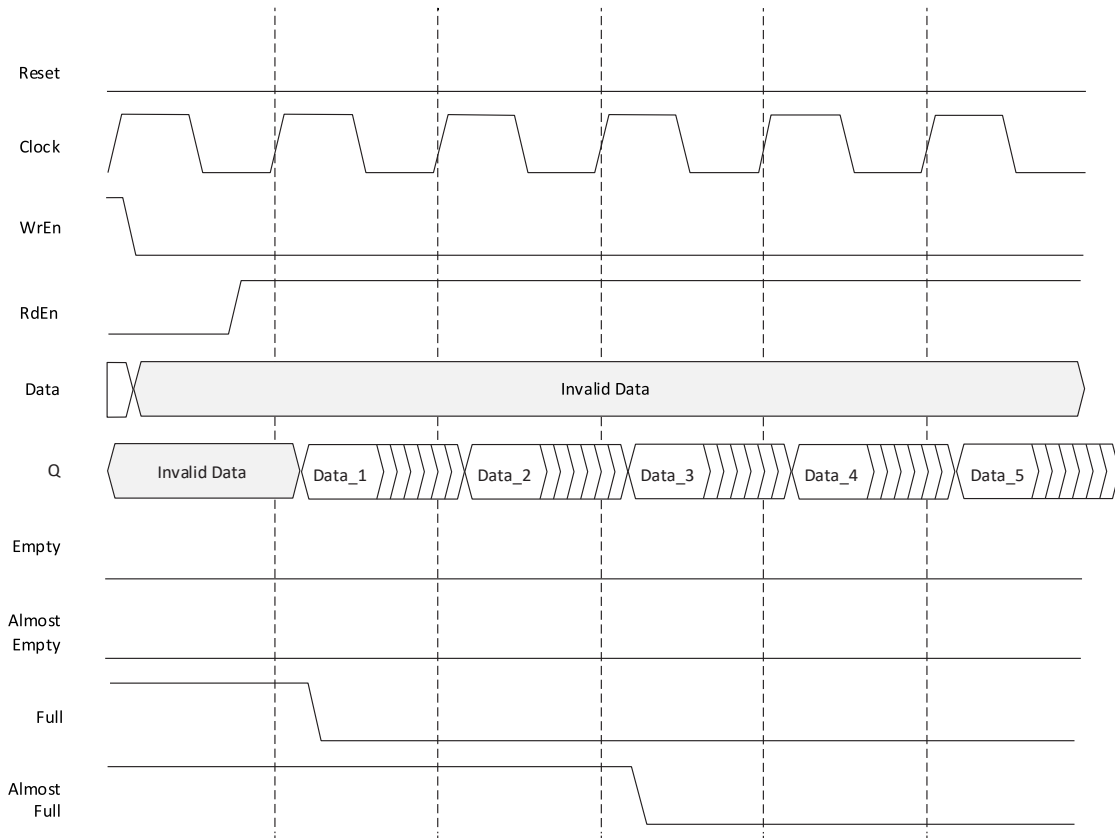 Reset
Clock
WrEn
RdEn
Data
Invalid Data
Q
Invalid Data
Data_1
Data_2
Data_3
Data_4
Data_5
Empty
Almost
Empty
Full
Almost
Full